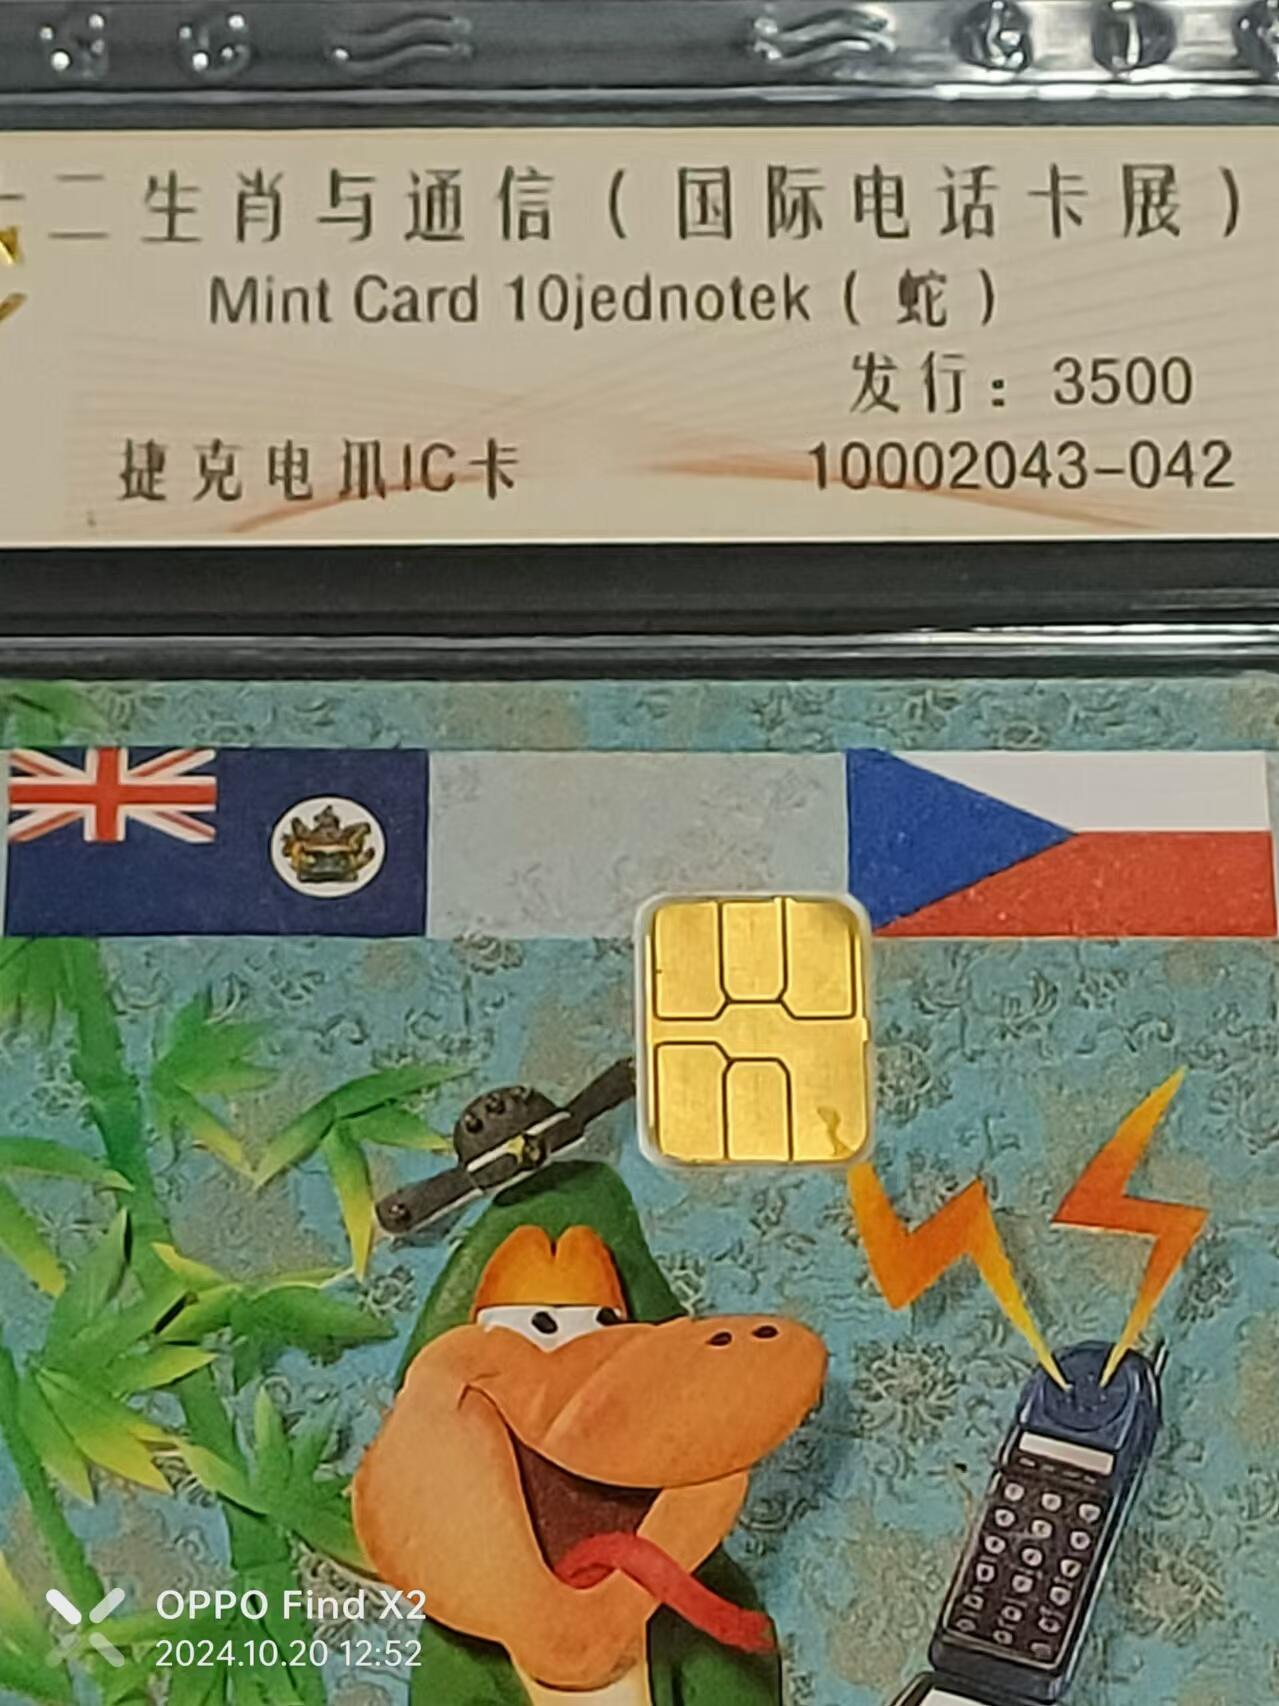 二生肖与通信(国际电话卡展)
Mint Card 10jednotek(蛇)
发行:3500
捷克电讯IC卡
10002043-042
OPPO Find X2
2024.10.20 12:52